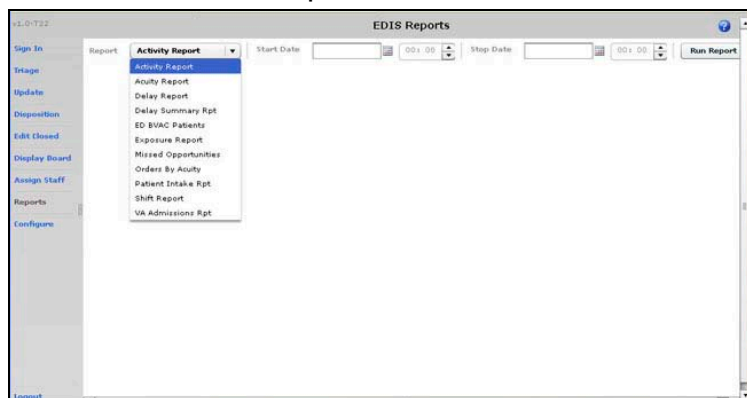 v1.0:T22
EDIS Reports
Sign In
Report Activity Report Start Date 00: 00 Stop Date 00: 00 Run Report
Activity Report
Triage
Acuity Report
Update
Delay Report
Delay Summary Rpt
Disposition
ED BVAC Patients
Edit Closed
Exposure Report
Missed Opportunities
Display Board
Orders By Acuity
Assign Staff
Patient Intake Rpt
Reports
Shift Report
VA Admissions Rpt
Configure
Logout